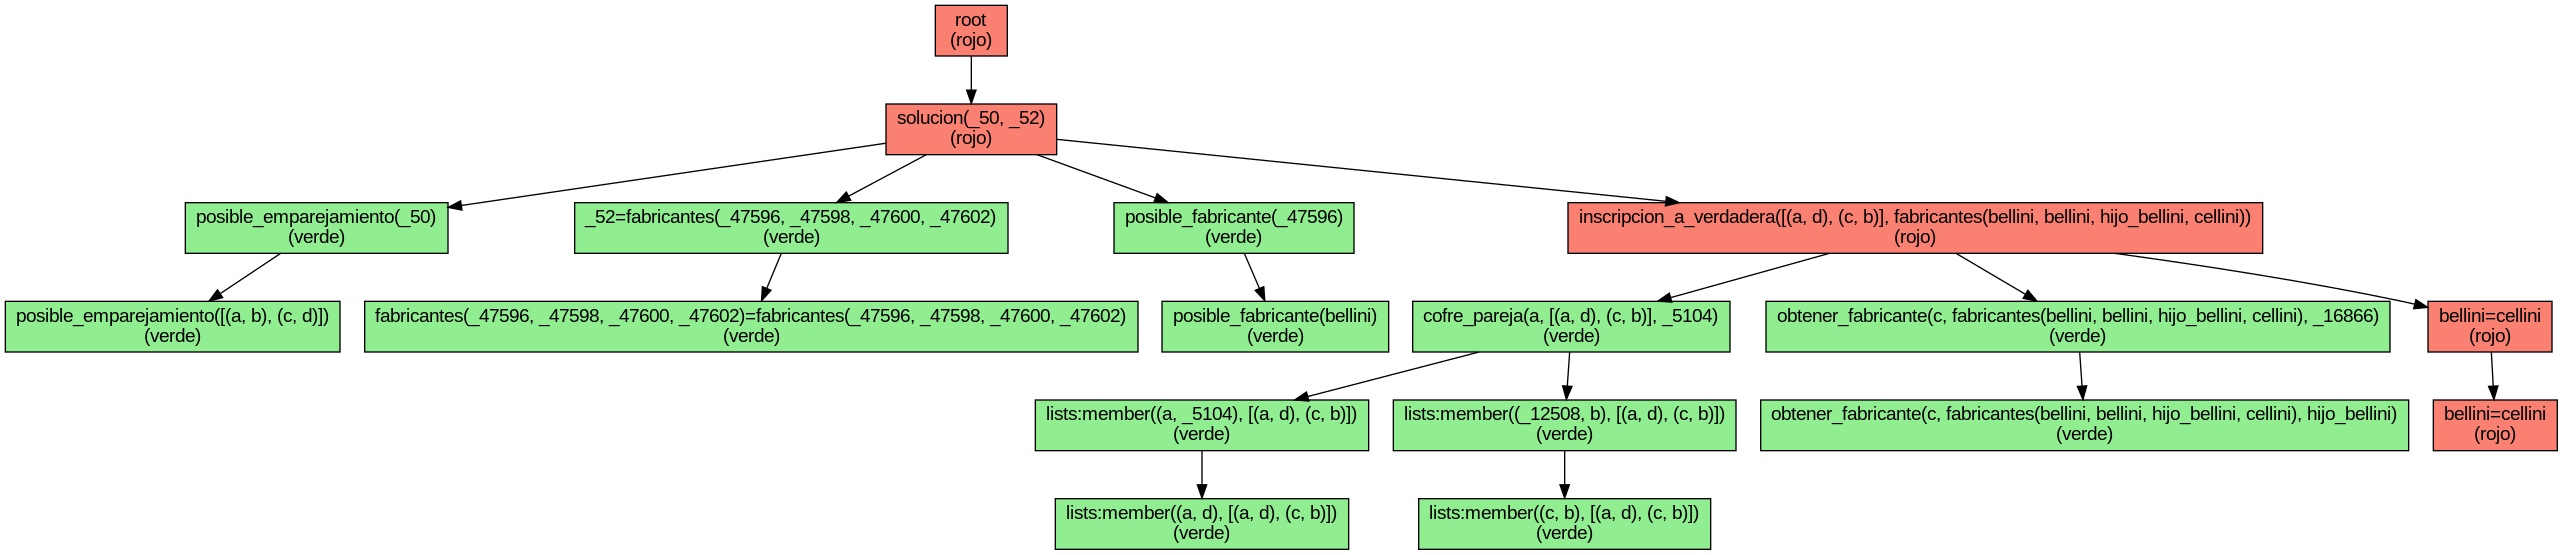 root
(rojo)
solucion(_50, _52)
(rojo)
posible_emparejamiento(_50)
(verde)
_52=fabricantes(_47596, _47598, _47600, _47602)
(verde)
posible_fabricante(_47596)
(verde)
inscripcion_a_verdadera([(a, d), (c, b)], fabricantes(bellini, bellini, hijo_bellini, cellini))
(rojo)
posible_emparejamiento([(a, b), (c, d)])
(verde)
fabricantes(_47596, _47598, _47600, _47602)=fabricantes(_47596, _47598, _47600, _47602)
(verde)
posible_fabricante(bellini)
(verde)
cofre_pareja(a, [(a, d), (c, b)], _5104)
(verde)
obtener_fabricante(c, fabricantes(bellini, bellini, hijo_bellini, cellini), _16866)
(verde)
bellini=cellini
(rojo)
lists:member((a, _5104), [(a, d), (c, b)])
(verde)
lists:member((_12508, b), [(a, d), (c, b)])
(verde)
obtener_fabricante(c, fabricantes(bellini, bellini, hijo_bellini, cellini), hijo_bellini)
(verde)
bellini=cellini
(rojo)
lists:member((a, d), [(a, d), (c, b)])
(verde)
lists:member((c, b), [(a, d), (c, b)])
(verde)